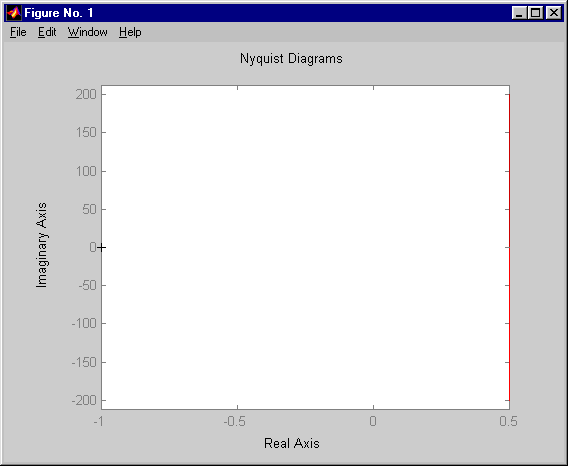 Figure No. 1
File Edit Window Help
Nyquist Diagrams
200
150
100
50
0
-50
-100
-150
-200
Imaginary Axis
-1 -0.5 0 0.5
Real Axis